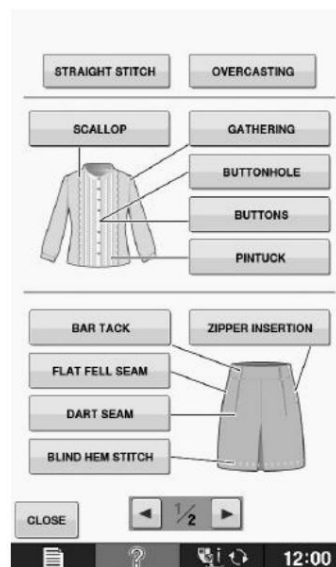 STRAIGHT STITCH
OVERCASTING
SCALLOP
GATHERING
BUTTONHOLE
BUTTONS
PINTUCK
BAR TACK
ZIPPER INSERTION
FLAT FELL SEAM
DART SEAM
BLIND HEM STITCH
CLOSE
1/2
12:00